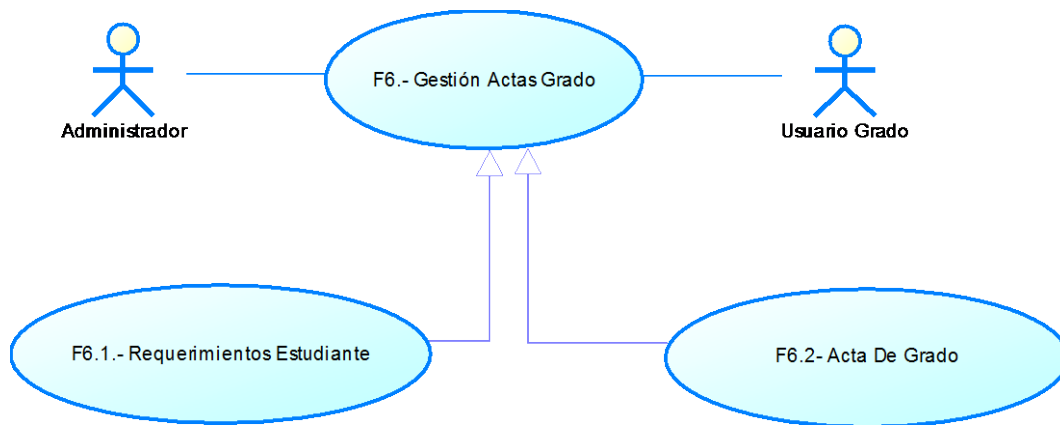 F6.- Gestión Actas Grado
Administrador
Usuario Grado
F6.1.- Requerimientos Estudiante
F6.2- Acta De Grado